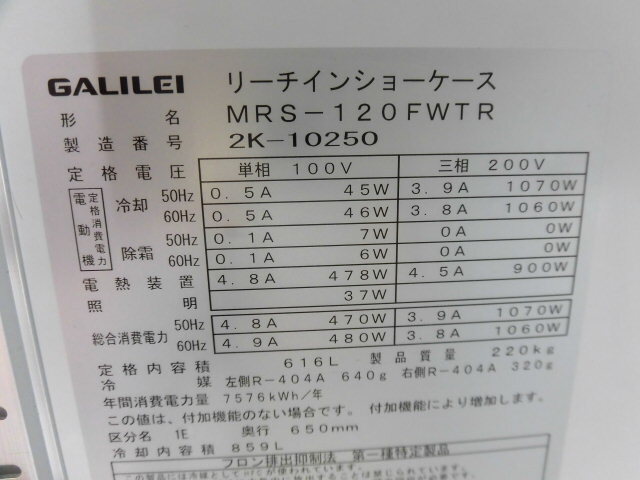 GALILEI リーチインショーケース
形名 MRS-120FWTR
製造番号 2K-10250
定格電圧 単相 100V 三相 200V
電動機 定格消費電力 冷却 50Hz 0.5A 45W 3.9A 1070W
60Hz 0.5A 46W 3.8A 1060W
除霜 50Hz 0.1A 7W 0A 0W
60Hz 0.1A 6W 0A 0W
電熱装置 4.8A 478W 4.5A 900W
照明 37W
総合消費電力 50Hz 4.8A 470W 3.9A 1070W
60Hz 4.9A 480W 3.8A 1060W
定格内容積 616L 製品質量 220kg
冷媒 左側R-404A 640g 右側R-404A 320g
年間消費電力量 7576kWh/年
この値は、付加機能のない場合です。付加機能により増加します。
区分名 1E 奥行 650mm
冷却内容積 859L
フロン排出抑制法 第一種特定製品